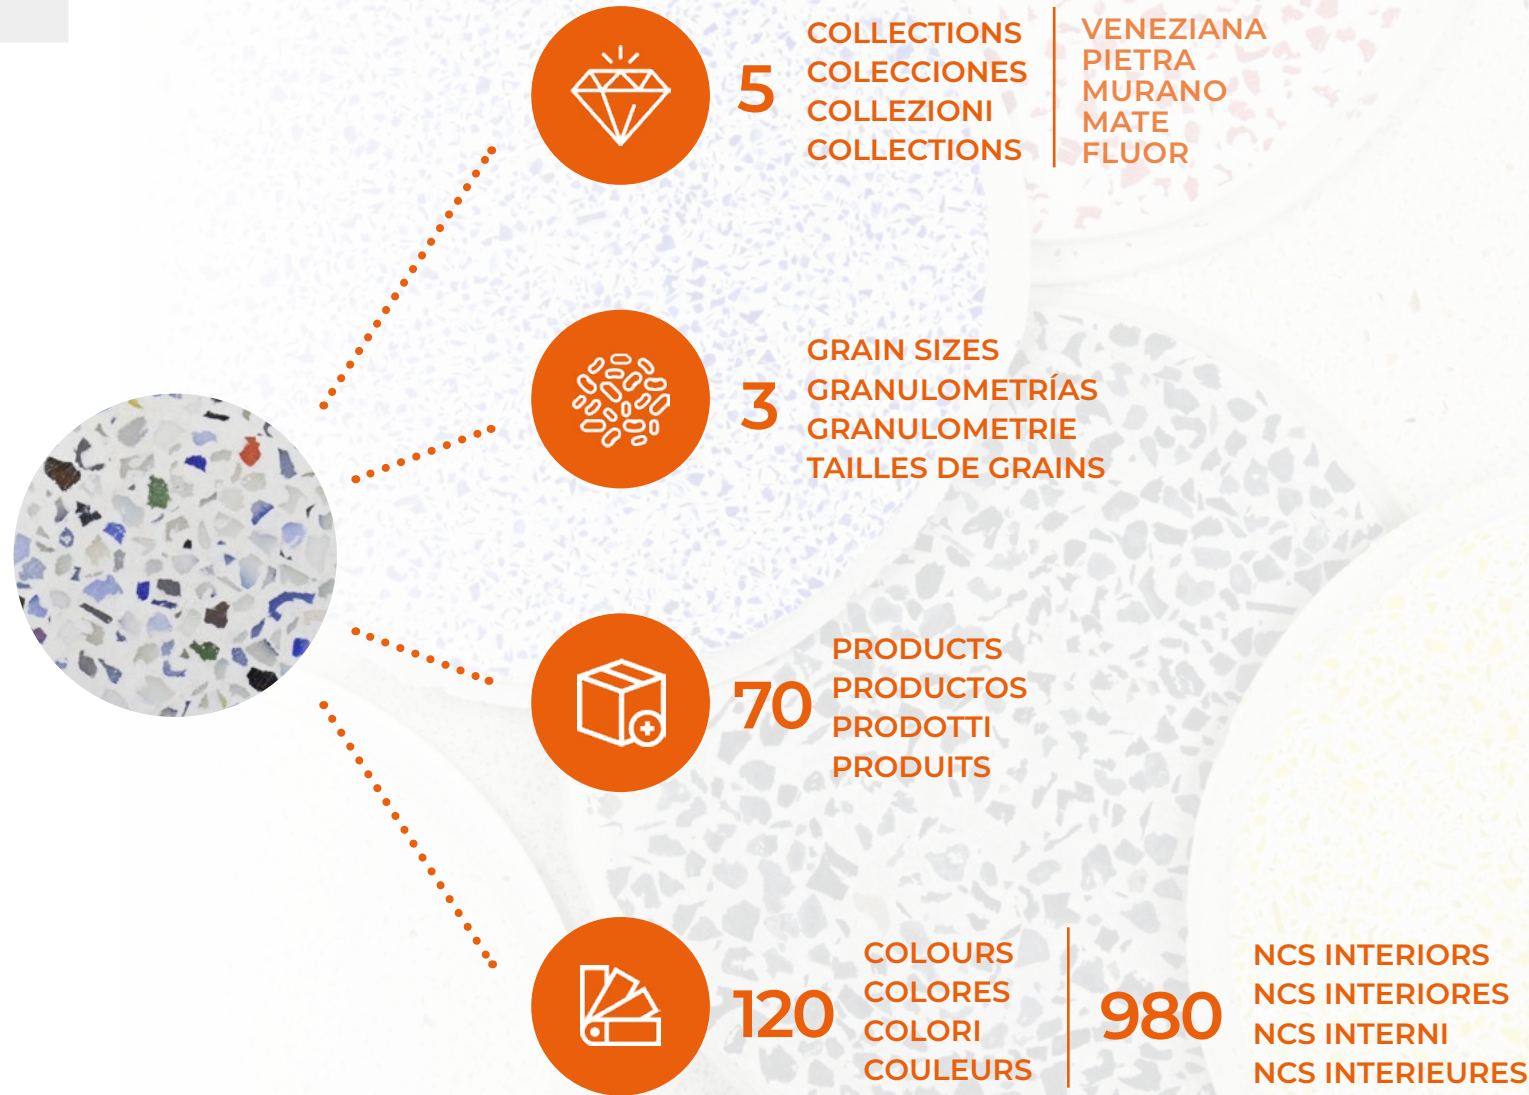 5
COLLECTIONS
COLECCIONES
COLLEZIONI
COLLECTIONS
VENEZIANA
PIETRA
MURANO
MATE
FLUOR
3
GRAIN SIZES
GRANULOMETRÍAS
GRANULOMETRIE
TAILLES DE GRAINS
70
PRODUCTS
PRODUCTOS
PRODOTTI
PRODUITS
120
COLOURS
COLORES
COLORI
COULEURS
980
NCS INTERIORS
NCS INTERIORES
NCS INTERNI
NCS INTERIEURES